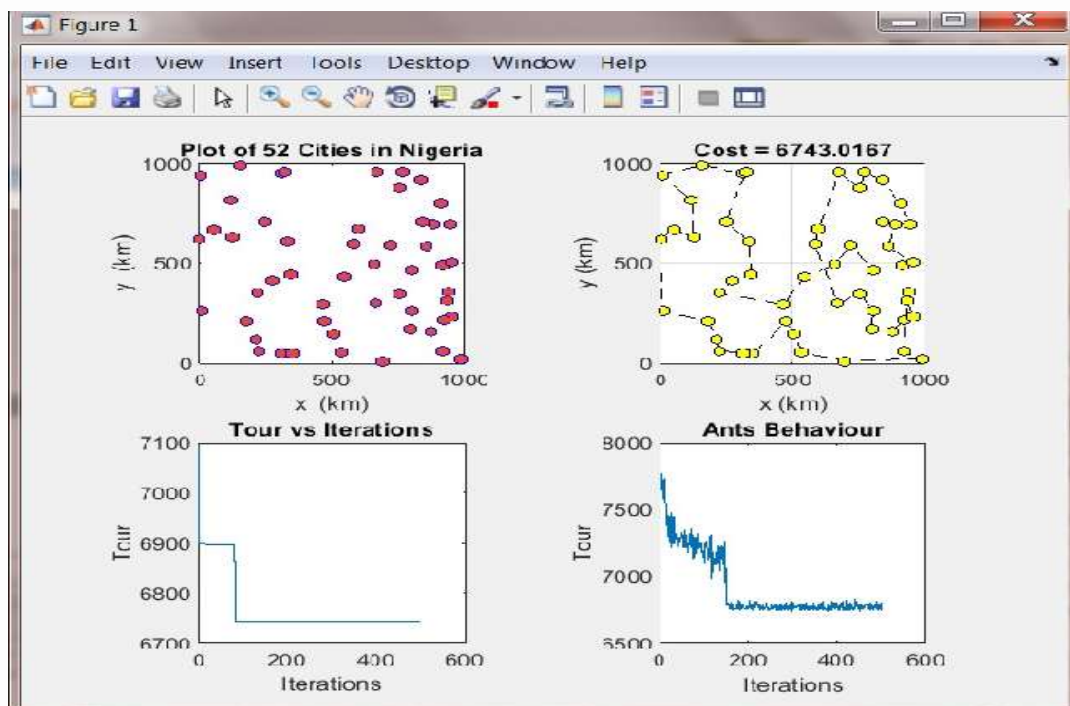 Figure 1
File Edit View Insert Tools Desktop Window Help
Plot of 52 Cities in Nigeria
1000
500
0
y (km)
0 500 1000
x (km)
Cost = 6743.0167
1000
500
0
y (km)
0 500 1000
x (km)
Tour vs Iterations
7100
7000
6900
6800
6700
Tour
0 200 400 600
Iterations
Ants Behaviour
8000
7500
7000
6500
Tour
0 200 400 600
Iterations